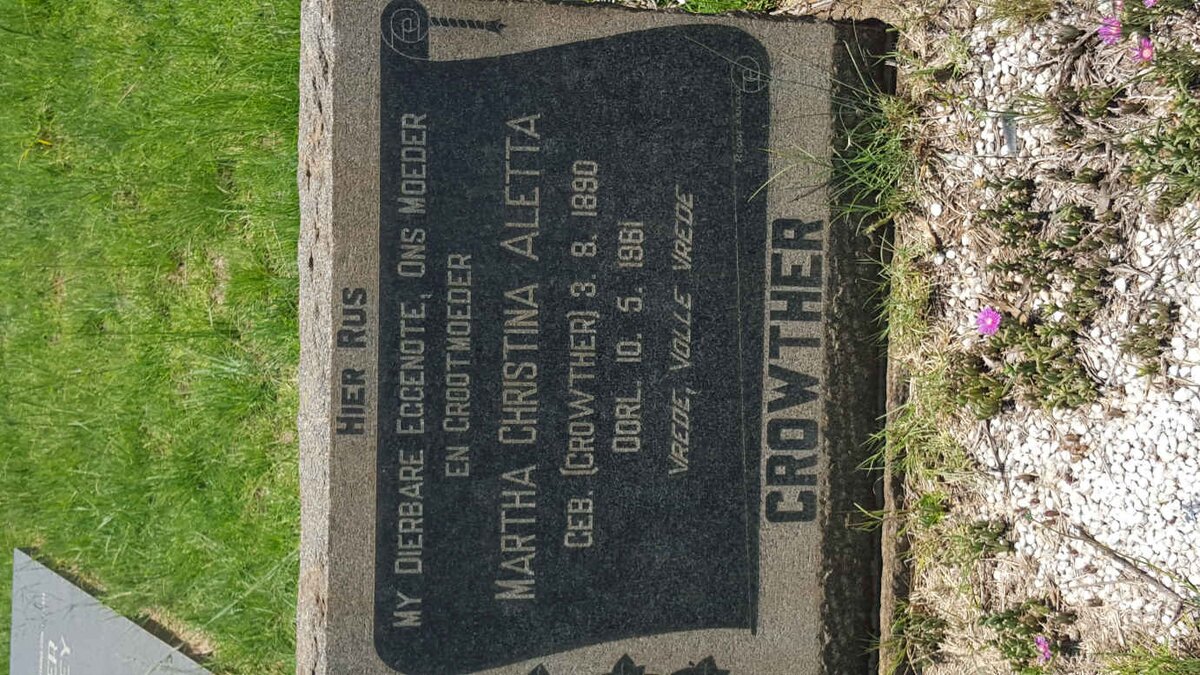 HIER RUS
MY DIERBARE EGGENOTE, ONS MOEDER
EN GROOTMOEDER
MARTHA CHRISTINA ALETTA
GEB. (CROWTHER) 3. 8. 1890
OORL. 10. 5. 1961
VREDE, VOLLE VREDE
CROWTHER